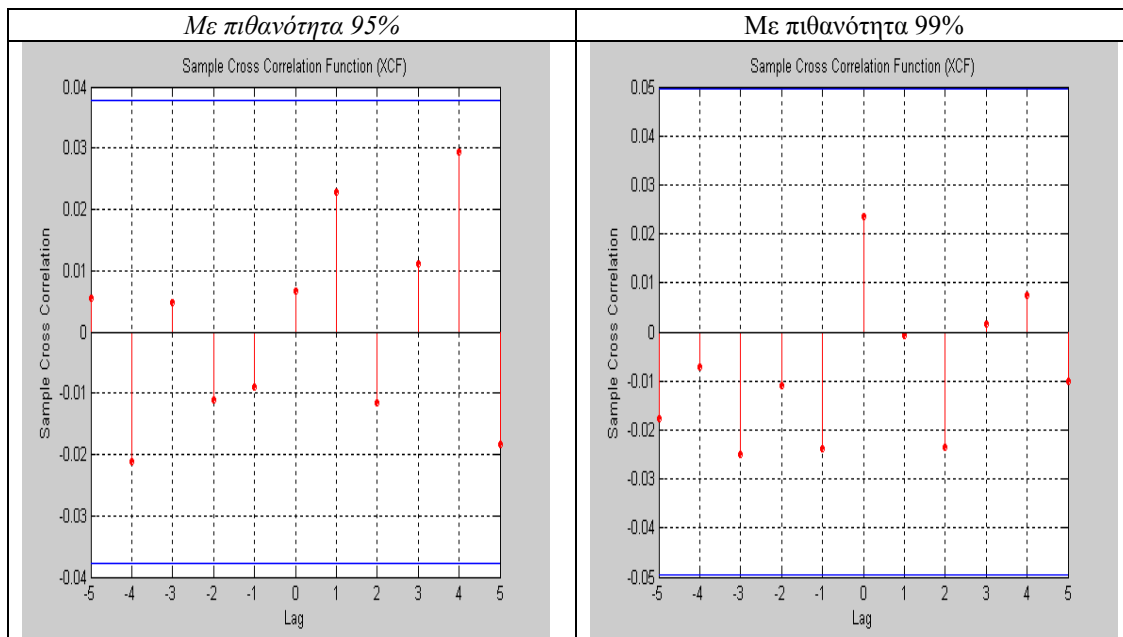 Με πιθανότητα 95%
Με πιθανότητα 99%
Sample Cross Correlation Function (XCF)
0.04
0.03
0.02
0.01
0
-0.01
-0.02
-0.03
-0.04
Sample Cross Correlation
-5 -4 -3 -2 -1 0 1 2 3 4 5
Lag
Sample Cross Correlation Function (XCF)
0.05
0.04
0.03
0.02
0.01
0
-0.01
-0.02
-0.03
-0.04
-0.05
Sample Cross Correlation
-5 -4 -3 -2 -1 0 1 2 3 4 5
Lag